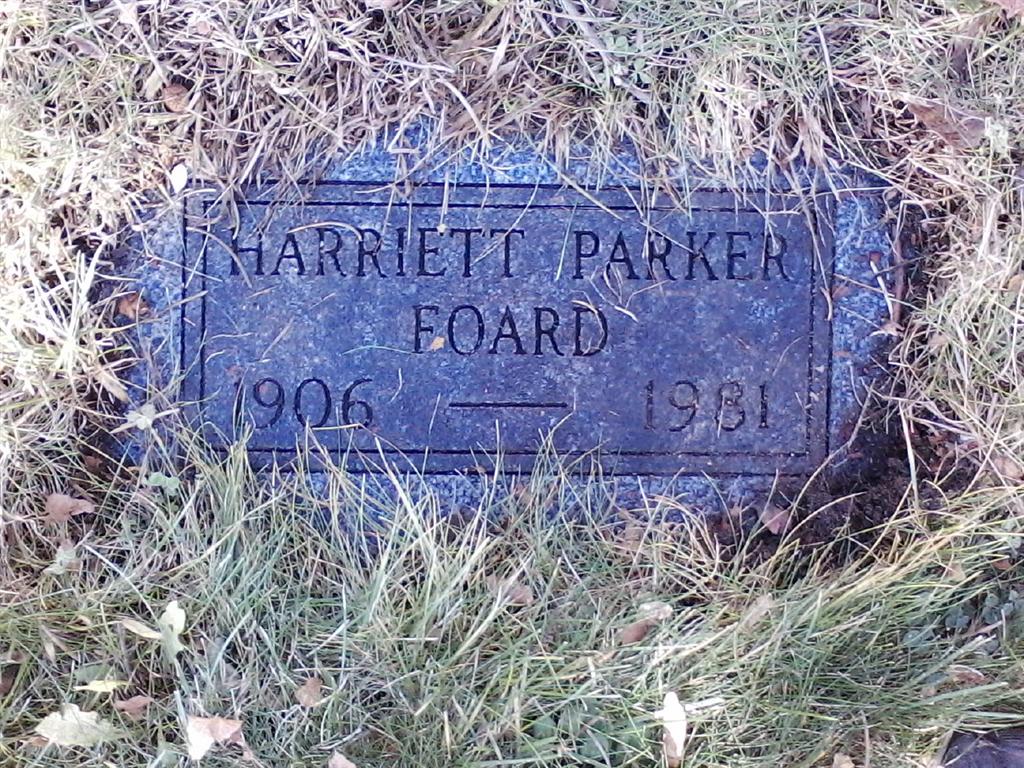 HARRIETT PARKER
FOARD
1906 — 1981